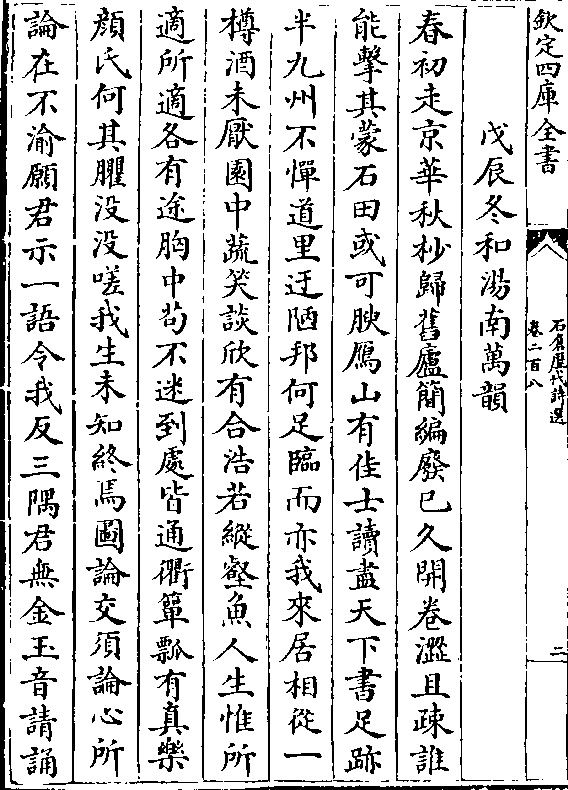 欽定四庫全書
石倉歷代詩選
卷二百八
二
戊辰冬和湯南萬韻
春初走京華秋杪歸舊廬簡編廢已久開卷澀且疎誰
能擊其蒙石田或可腴鴈山有佳士讀盡天下書足跡
半九州不憚道里迂陋邦何足臨而亦我來居相從一
樽酒未厭園中蔬笑談欣有合浩若縱壑魚人生惟所
適所適各有途胸中茍不迷到處皆通衢簞瓢有真樂
顔氏何其臞没没嗟我生未知終焉圖論交須論心所
論在不渝願君示一語令我反三隅君無金玉音請誦